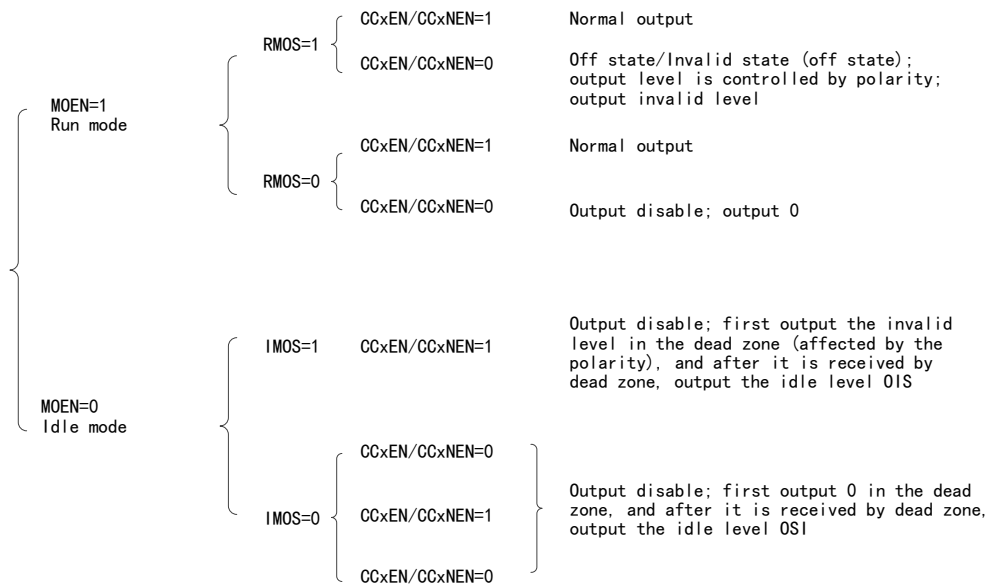 CCxEN/CCxNEN=1 Normal output
RMOS=1
CCxEN/CCxNEN=0 Off state/Invalid state (off state);
output level is controlled by polarity;
output invalid level
MOEN=1
Run mode
CCxEN/CCxNEN=1 Normal output
RMOS=0
CCxEN/CCxNEN=0 Output disable; output 0
Output disable; first output the invalid
IMOS=1 CCxEN/CCxNEN=1 level in the dead zone (affected by the
polarity), and after it is received by
dead zone, output the idle level OIS
MOEN=0
Idle mode
CCxEN/CCxNEN=0
Output disable; first output 0 in the dead
IMOS=0 CCxEN/CCxNEN=1 zone, and after it is received by dead zone,
output the idle level OSI
CCxEN/CCxNEN=0